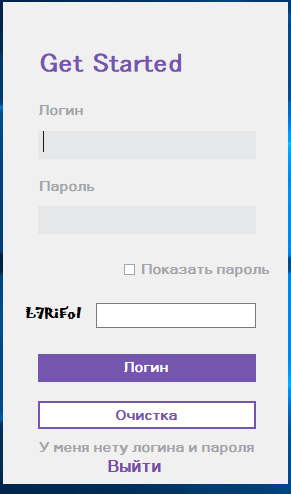 Get Started
Логин
Пароль
Показать пароль
L7RiFol
Логин
Очистка
У меня нету логина и пароля
Выйти